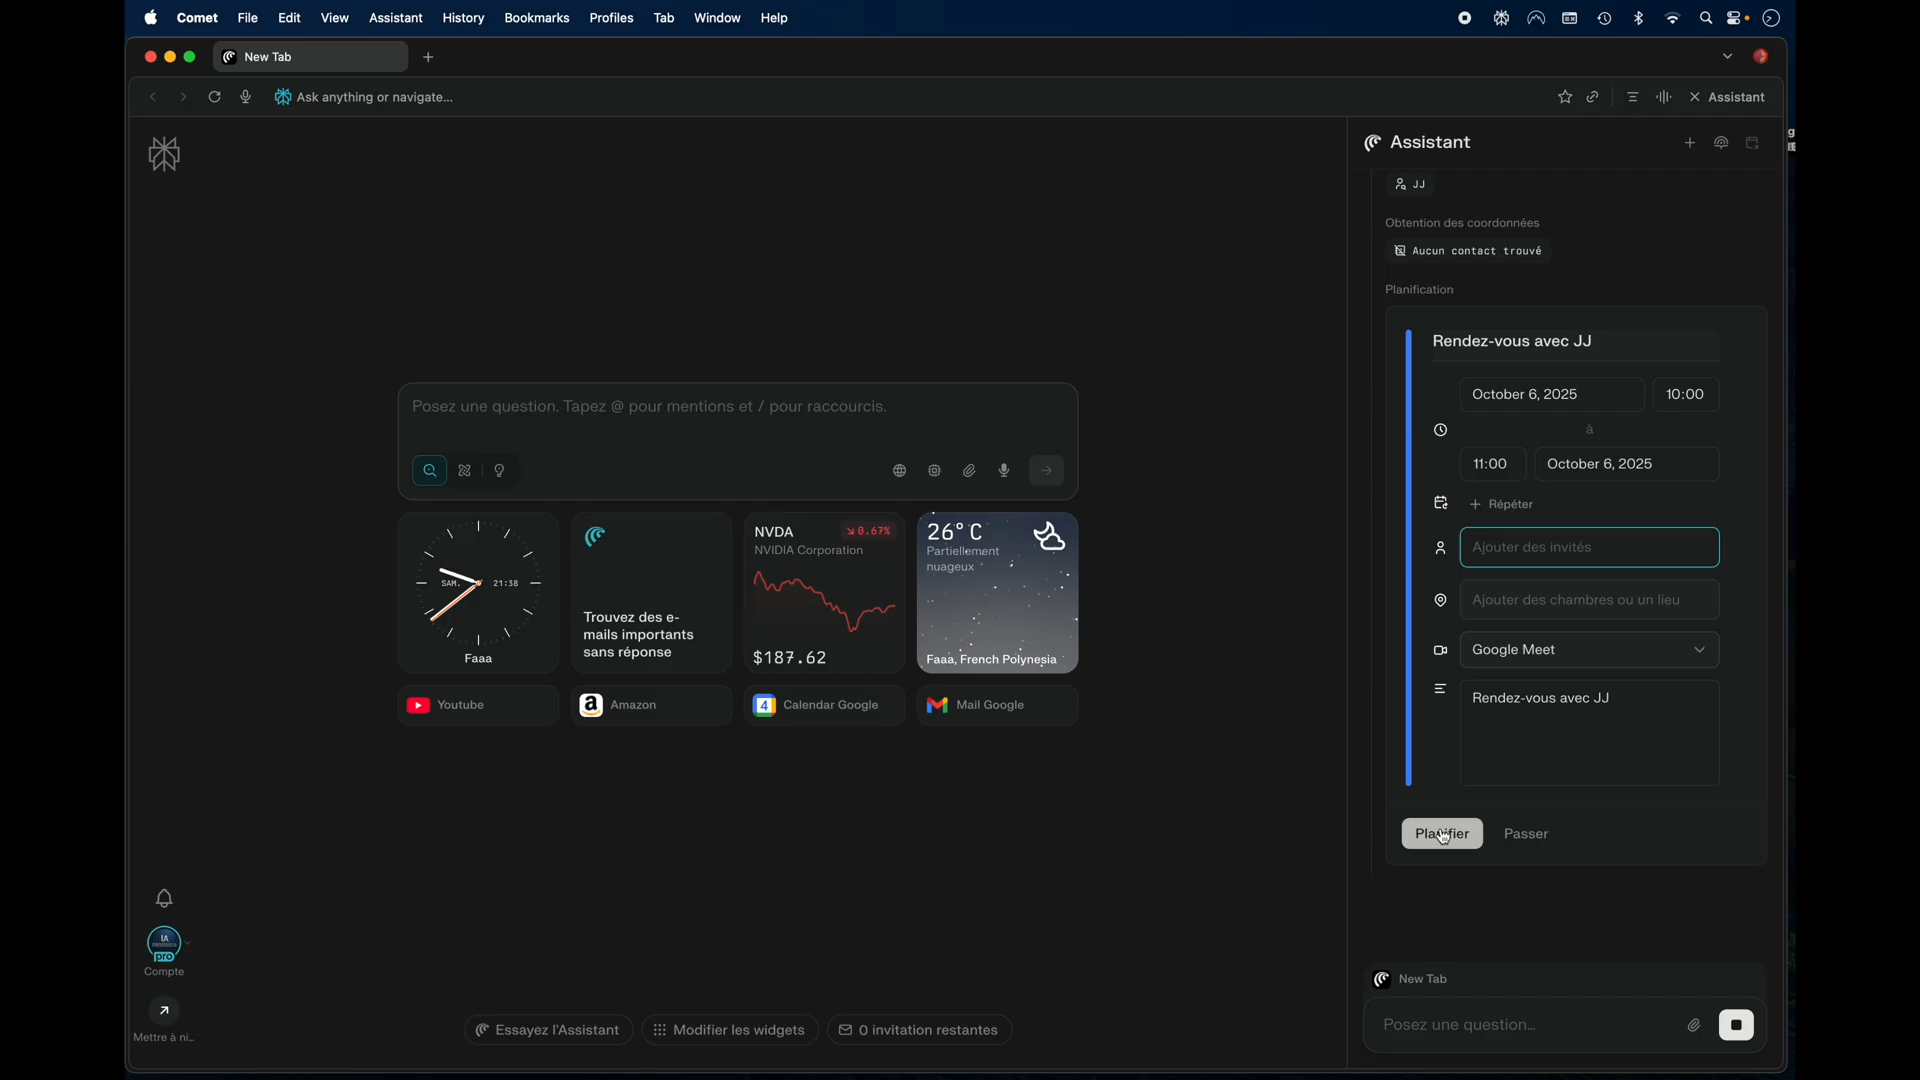 Comet File Edit View Assistant History Bookmarks Profiles Tab Window Help
New Tab
Ask anything or navigate...
Assistant
Assistant
JJ
Obtention des coordonnées
Aucun contact trouvé
Planification
Rendez-vous avec JJ
October 6, 2025 10:00
à
11:00 October 6, 2025
Répéter
Ajouter des invités
Ajouter des chambres ou un lieu
Google Meet
Rendez-vous avec JJ
Planifier Passer
New Tab
Posez une question...
Posez une question. Tapez @ pour mentions et / pour raccourcis.
SAM. 21:38
Faaa
Trouvez des e-
mails importants
sans réponse
NVDA 0.67%
NVIDIA Corporation
$187.62
26° C
Partiellement
nuageux
Faaa, French Polynesia
Youtube
Amazon
4 Calendar Google
Mail Google
IA
pro
Compte
Mettre à ni...
Essayez l'Assistant
Modifier les widgets
0 invitation restantes